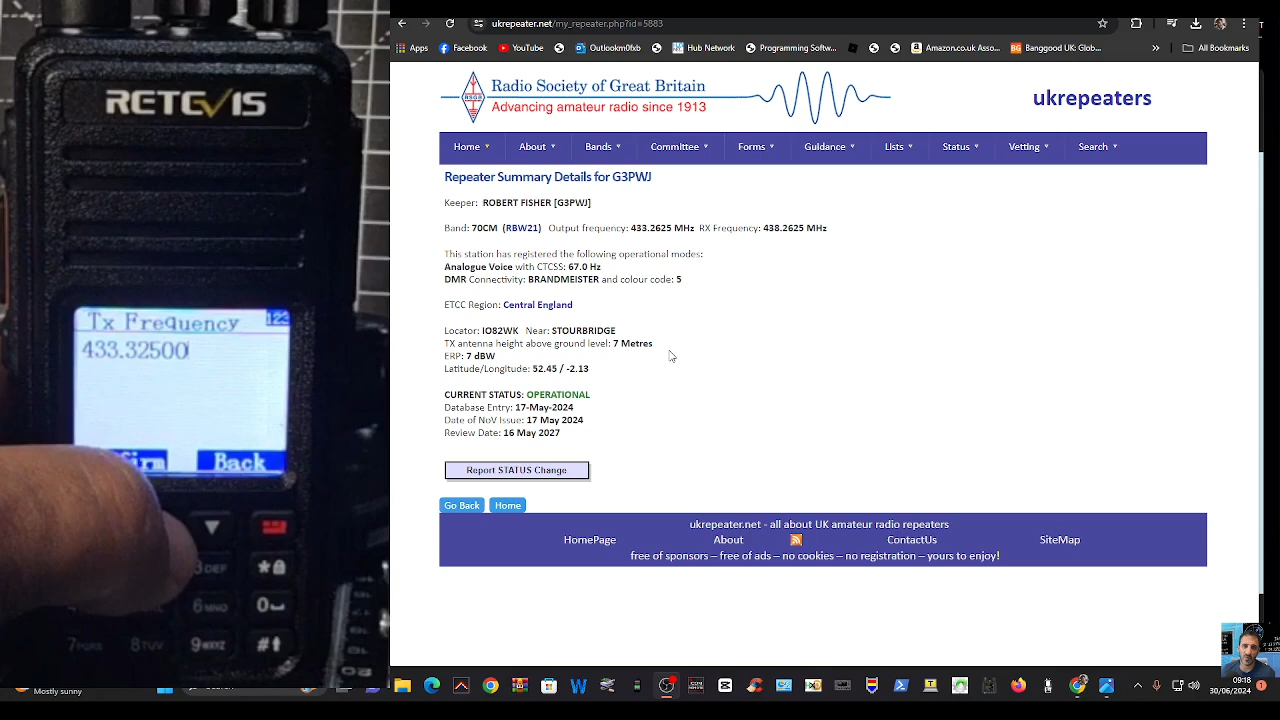 RETEVIS
Tx Frequency 123
433.32500
Back
3DEF
6MNO
0
7PQRS 8TUV 9WXYZ #
ukrepeater.net/my_repeater.php?id=5883
Apps Facebook YouTube Outlookm0fxb Hub Network Programming Softw... Amazon.co.uk Asso... Banggood UK: Glob... » All Bookmarks
RSGB
Radio Society of Great Britain
Advancing amateur radio since 1913
ukrepeaters
Home About Bands Committee Forms Guidance Lists Status Vetting Search
Repeater Summary Details for G3PWJ
Keeper: ROBERT FISHER [G3PWJ]
Band: 70CM (RBW21) Output frequency: 433.2625 MHz RX Frequency: 438.2625 MHz
This station has registered the following operational modes:
Analogue Voice with CTCSS: 67.0 Hz
DMR Connectivity: BRANDMEISTER and colour code: 5
ETCC Region: Central England
Locator: IO82WK Near: STOURBRIDGE
TX antenna height above ground level: 7 Metres
ERP: 7 dBW
Latitude/Longitude: 52.45 / -2.13
CURRENT STATUS: OPERATIONAL
Database Entry: 17-May-2024
Date of NoV Issue: 17 May 2024
Review Date: 16 May 2027
Report STATUS Change
Go Back Home
ukrepeater.net - all about UK amateur radio repeaters
HomePage About ContactUs SiteMap
free of sponsors – free of ads – no cookies – no registration – yours to enjoy!
Mostly sunny
09:18
30/06/2024